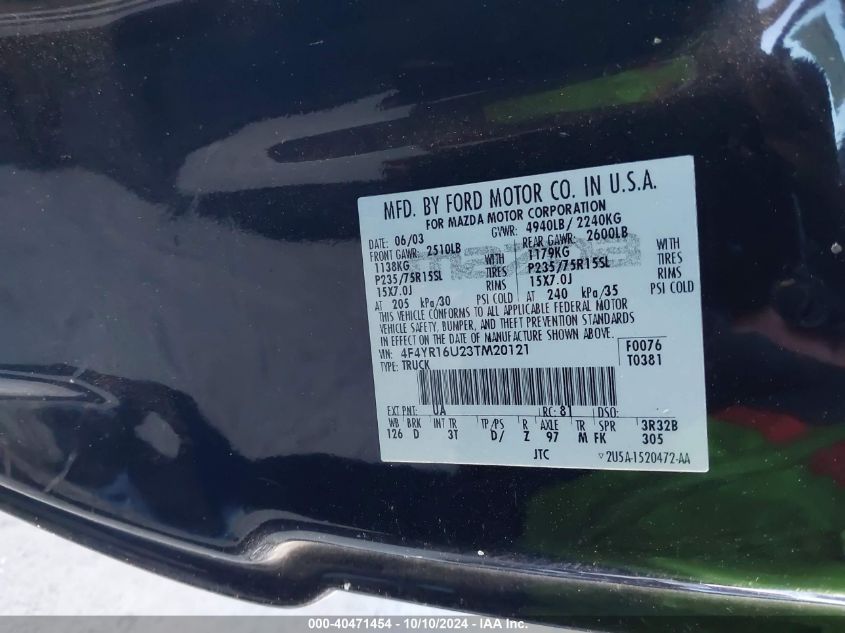 MFD. BY FORD MOTOR CO. IN U.S.A.
FOR MAZDA MOTOR CORPORATION
DATE: 06/03 GVWR: 4940LB / 2240KG
FRONT GAWR: 2510LB REAR GAWR: 2600LB
1138KG WITH 1179KG WITH
P235/75R15SL TIRES P235/75R15SL TIRES
15X7.0J RIMS 15X7.0J RIMS
AT 205 kPa/30 PSI COLD AT 240 kPa/35 PSI COLD
THIS VEHICLE CONFORMS TO ALL APPLICABLE FEDERAL MOTOR
VEHICLE SAFETY, BUMPER, AND THEFT PREVENTION STANDARDS
IN EFFECT ON THE DATE OF MANUFACTURE SHOWN ABOVE.
VIN: 4F4YR16U23TM20121 F0076
TYPE: TRUCK T0381
EXT PNT: UA RC: 81 DSO:
WB BRK INT TR TP/PS R AXLE TR SPR 3R32B
126 D 3T D/ Z 97 M FK 305
JTC ▽2U5A-1520472-AA
000-40471454 - 10/10/2024 - IAA Inc.